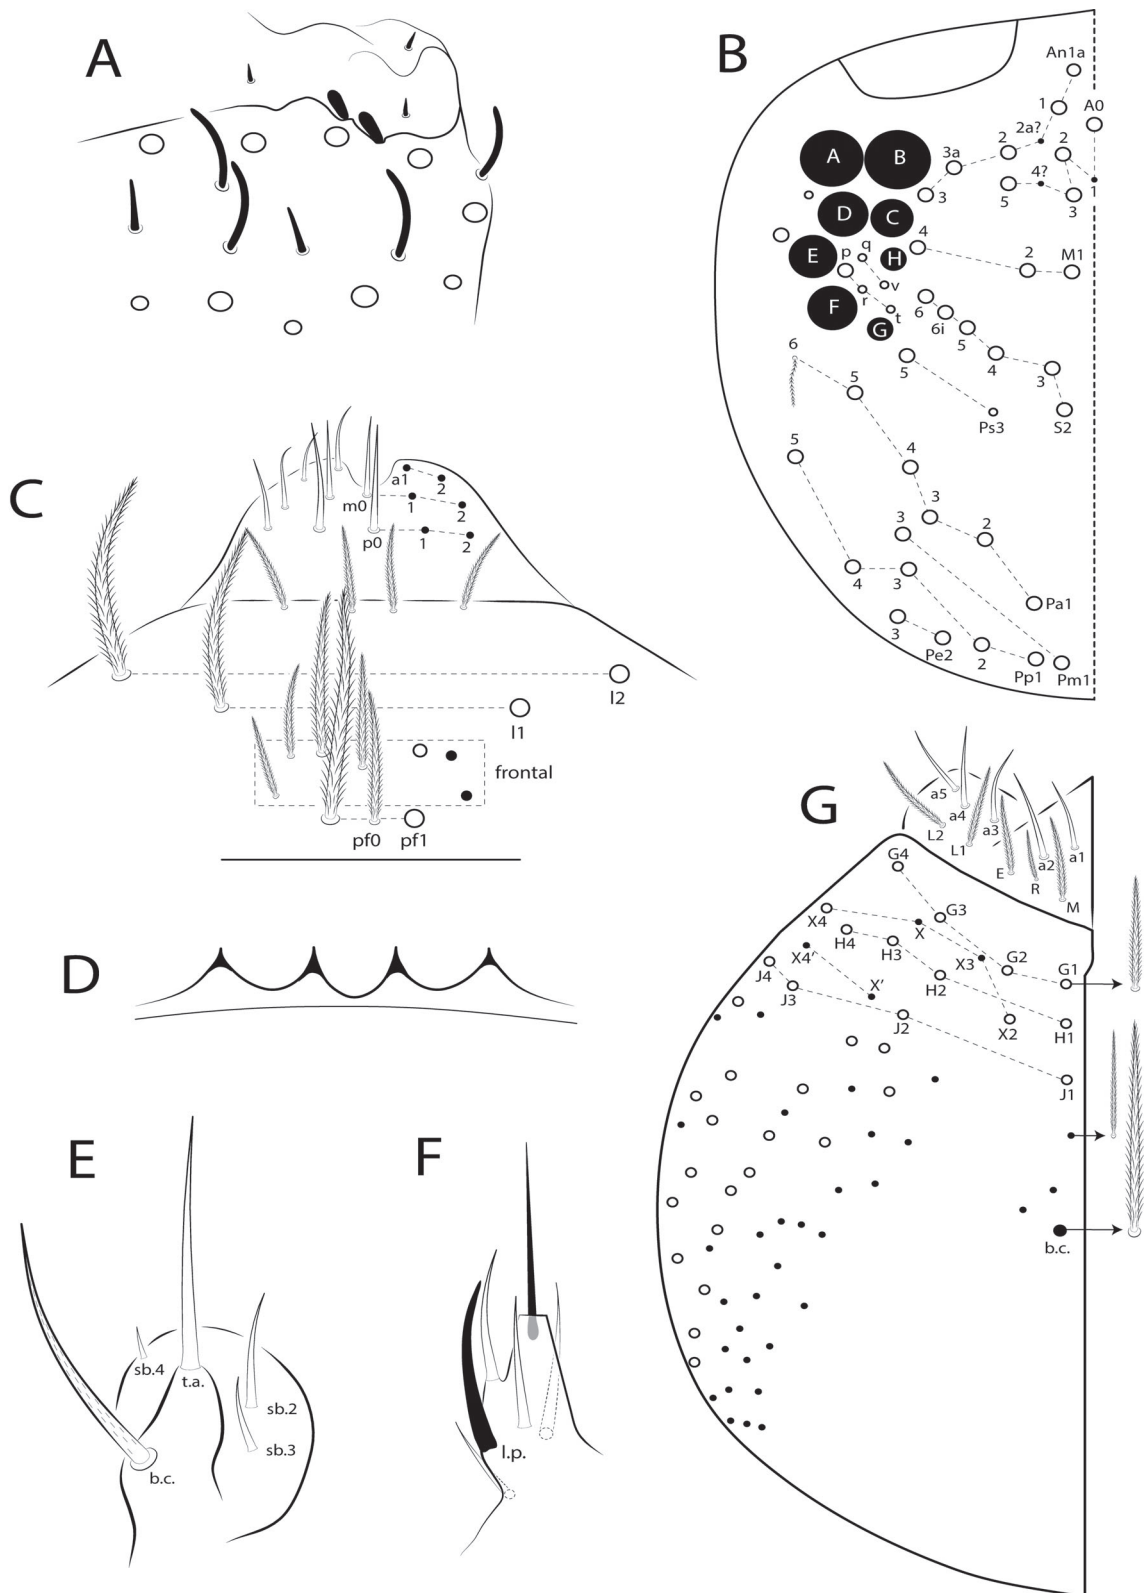 A
B
An1a
1
A0
2a?
2
2
3a
4?
1
5
3
3
A
B
D
C
4
E
p
q
H
2
M1
v
r
F
t
G
6
6i
5
4
3
6
5
5
Ps3
S2
5
4
3
3
2
4
3
Pa1
3
Pe2
2
Pp1
Pm1
C
a1
2
m0
1
2
p0
1
2
l2
l1
frontal
pf0
pf1
D
G
a5
a4
a3
L2
L1
E
R
a2
a1
M
G4
G3
X4
X
H4
H3
X3
G2
G1
X4'
J4
J3
X'
H2
J2
X2
H1
J1
b.c.
E
sb.4
t.a.
sb.2
sb.3
b.c.
F
l.p.